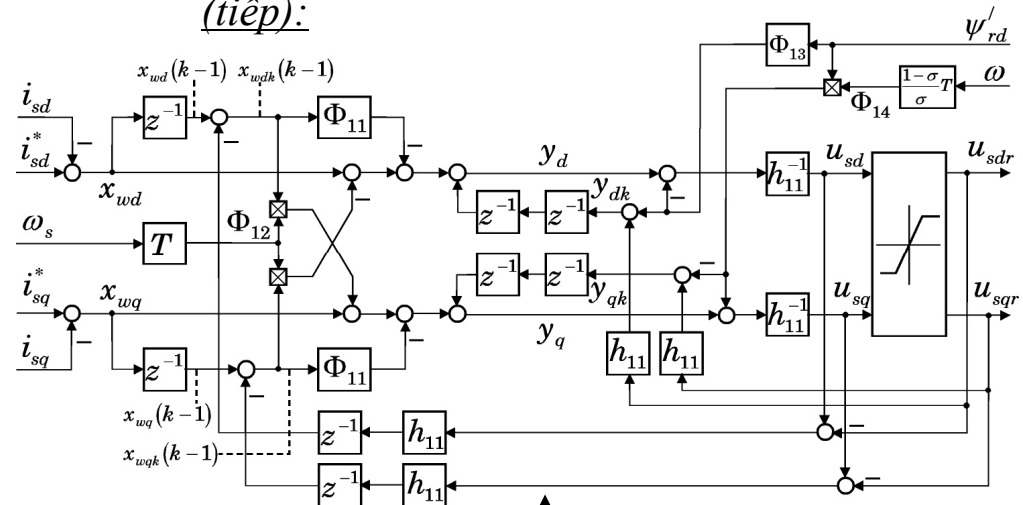 (tiếp):
ψ′rd
Φ13
x_wd(k−1) x_wdk(k−1)
i_sd
z⁻¹
Φ11
Φ14
(1−σ)/σ T
ω
i*_sd
x_wd
y_d
h11⁻¹
u_sd
u_sdr
y_dk
z⁻¹ z⁻¹
ω_s
T
Φ12
z⁻¹ z⁻¹
y_qk
i*_sq
x_wq
y_q
h11⁻¹
u_sq
u_sqr
i_sq
z⁻¹
Φ11
h11 h11
x_wq(k−1)
x_wqk(k−1)
z⁻¹ h11
z⁻¹ h11